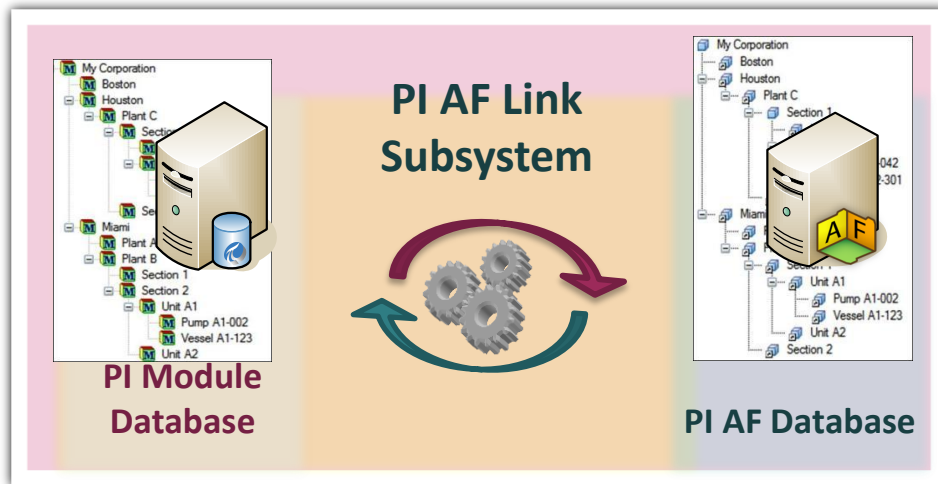 My Corporation
Boston
Houston
Plant C
Section
Miami
Plant A
Plant B
Section 1
Section 2
Unit A1
Pump A1-002
Vessel A1-123
Unit A2
PI Module
Database
PI AF Link
Subsystem
My Corporation
Boston
Houston
Plant C
Section 1
-042
2-301
Miami
A F
Section 1
Unit A1
Pump A1-002
Vessel A1-123
Unit A2
Section 2
PI AF Database